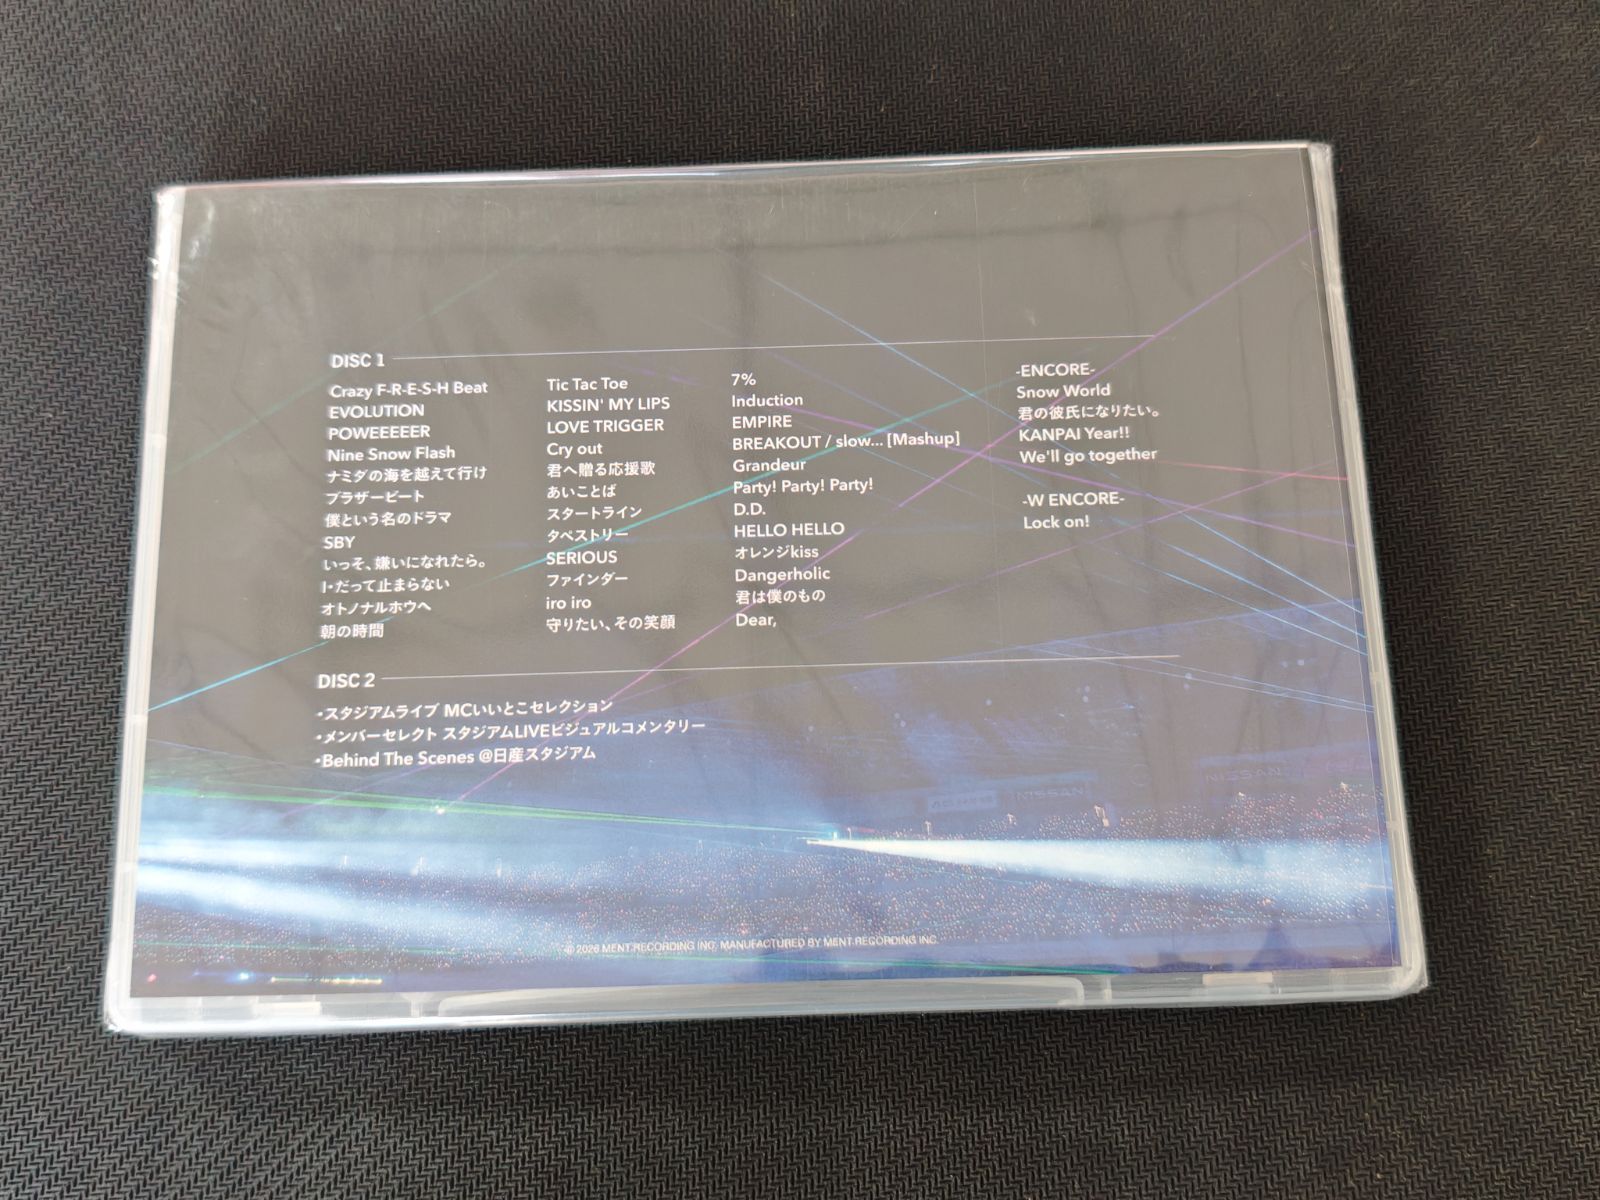 DISC 1
Crazy F-R-E-S-H Beat
EVOLUTION
POWEEEEER
Nine Snow Flash
ナミダの海を越えて行け
ブラザービート
僕という名のドラマ
SBY
いっそ、嫌いになれたら。
I・だって止まらない
オトノナルホウヘ
朝の時間
Tic Tac Toe
KISSIN' MY LIPS
LOVE TRIGGER
Cry out
君へ贈る応援歌
あいことば
スタートライン
タペストリー
SERIOUS
ファインダー
iro iro
守りたい、その笑顔
7%
Induction
EMPIRE
BREAKOUT / slow... [Mashup]
Grandeur
Party! Party! Party!
D.D.
HELLO HELLO
オレンジkiss
Dangerholic
君は僕のもの
Dear,
-ENCORE-
Snow World
君の彼氏になりたい。
KANPAI Year!!
We'll go together
-W ENCORE-
Lock on!
DISC 2
・スタジアムライブ MCいいとこセレクション
・メンバーセレクト スタジアムLIVEビジュアルコメンタリー
・Behind The Scenes @日産スタジアム
NISSAN
NISSAN
© 2026 MENT RECORDING INC. MANUFACTURED BY MENT RECORDING INC.